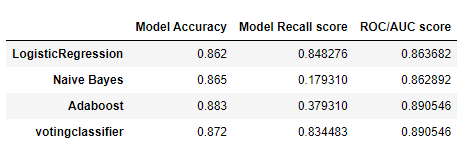 Model Accuracy Model Recall score ROC/AUC score
LogisticRegression 0.862 0.848276 0.863682
Naive Bayes 0.865 0.179310 0.862892
Adaboost 0.883 0.379310 0.890546
votingclassifier 0.872 0.834483 0.890546